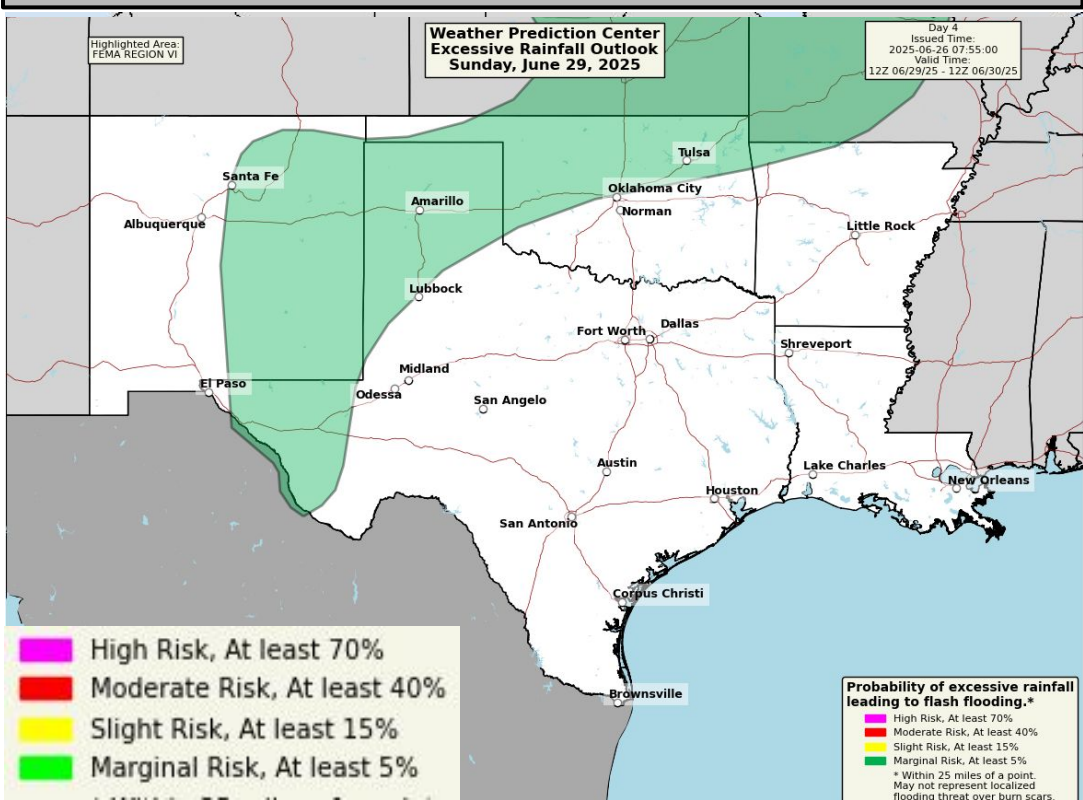 Highlighted Area:
FEMA REGION VI
Weather Prediction Center
Excessive Rainfall Outlook
Sunday, June 29, 2025
Day 4
Issued Time:
2025-06-26 07:55:00
Valid Time:
12Z 06/29/25 - 12Z 06/30/25
Tulsa
Santa Fe
Oklahoma City
Amarillo
Norman
Albuquerque
Little Rock
Lubbock
Dallas
Fort Worth
Shreveport
Midland
El Paso
Odessa
San Angelo
Austin
Lake Charles
New Orleans
Houston
San Antonio
Corpus Christi
Brownsville
High Risk, At least 70%
Moderate Risk, At least 40%
Slight Risk, At least 15%
Marginal Risk, At least 5%
Probability of excessive rainfall
leading to flash flooding.*
High Risk, At least 70%
Moderate Risk, At least 40%
Slight Risk, At least 15%
Marginal Risk, At least 5%
* Within 25 miles of a point.
May not represent localized
flooding threat over burn scars.